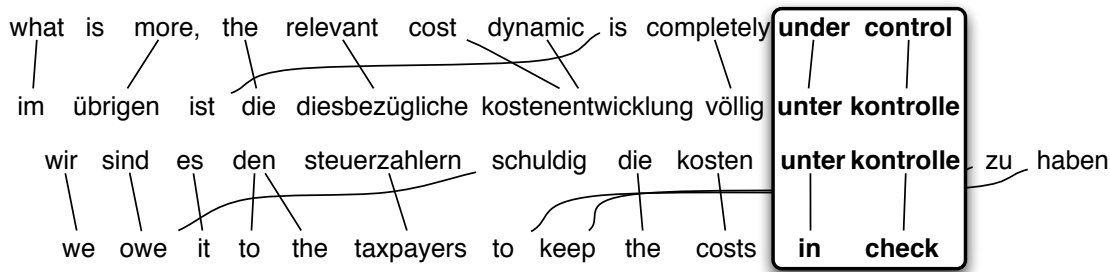 what is more, the relevant cost dynamic is completely under control
im übrigen ist die diesbezügliche kostenentwicklung völlig unter kontrolle
wir sind es den steuerzahlern schuldig die kosten unter kontrolle zu haben
we owe it to the taxpayers to keep the costs in check